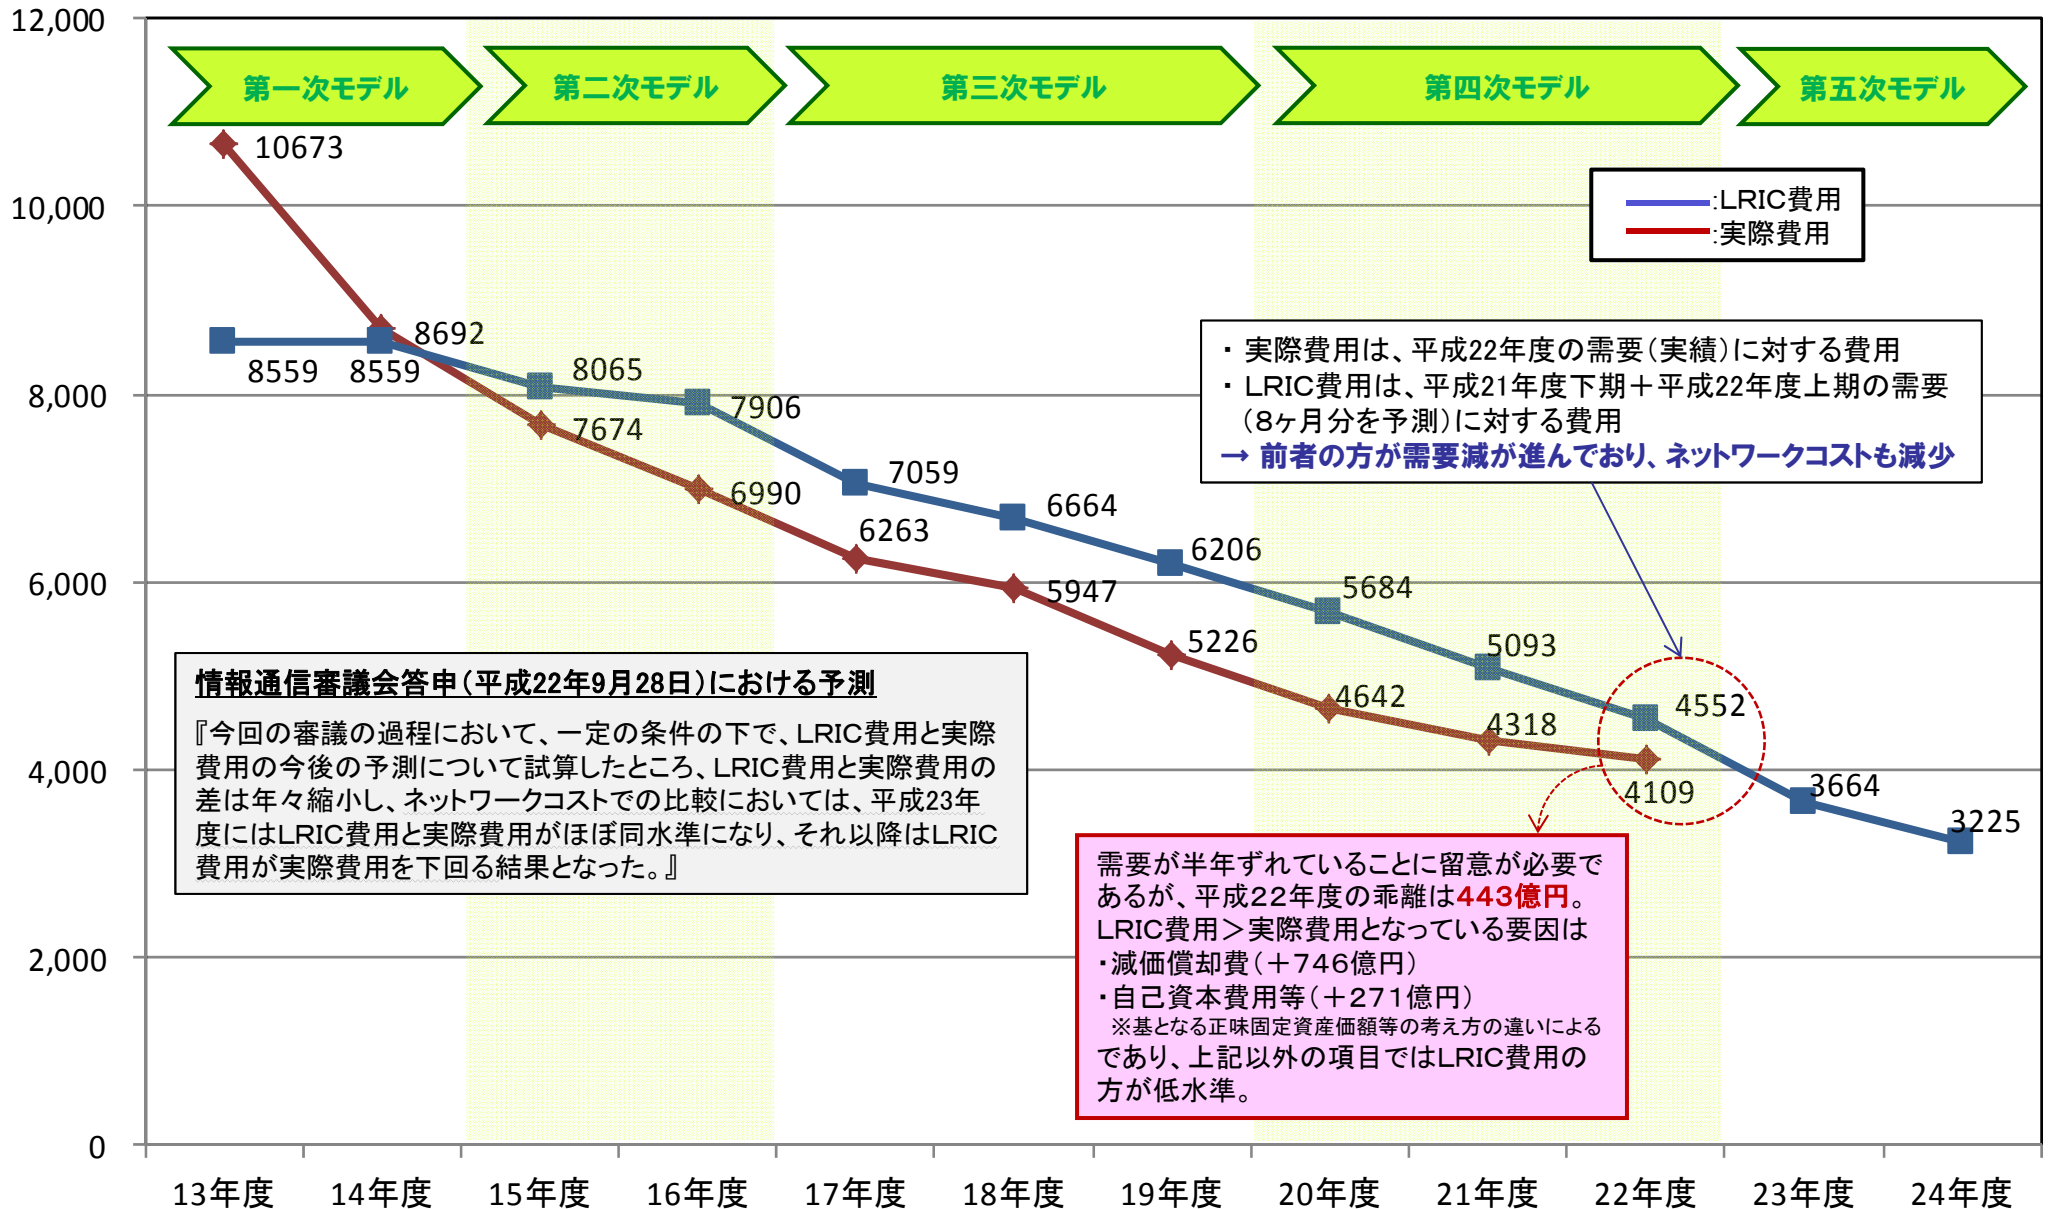 12,000
10,000
8,000
6,000
4,000
2,000
0
第一次モデル
第二次モデル
第三次モデル
第四次モデル
第五次モデル
:LRIC費用
:実際費用
10673
8692
8559
8559
8065
7674
7906
6990
7059
6263
6664
5947
6206
5226
5684
4642
5093
4318
4552
4109
3664
3225
・ 実際費用は、平成22年度の需要(実績)に対する費用
・ LRIC費用は、平成21年度下期+平成22年度上期の需要
(8ヶ月分を予測)に対する費用
→ 前者の方が需要減が進んでおり、ネットワークコストも減少
情報通信審議会答申(平成22年9月28日)における予測
『今回の審議の過程において、一定の条件の下で、LRIC費用と実際
費用の今後の予測について試算したところ、LRIC費用と実際費用の
差は年々縮小し、ネットワークコストでの比較においては、平成23年
度にはLRIC費用と実際費用がほぼ同水準になり、それ以降はLRIC
費用が実際費用を下回る結果となった。』
需要が半年ずれていることに留意が必要で
あるが、平成22年度の乖離は443億円。
LRIC費用>実際費用となっている要因は
・減価償却費(+746億円)
・自己資本費用等(+271億円)
※基となる正味固定資産価額等の考え方の違いによる
であり、上記以外の項目ではLRIC費用の
方が低水準。
13年度
14年度
15年度
16年度
17年度
18年度
19年度
20年度
21年度
22年度
23年度
24年度